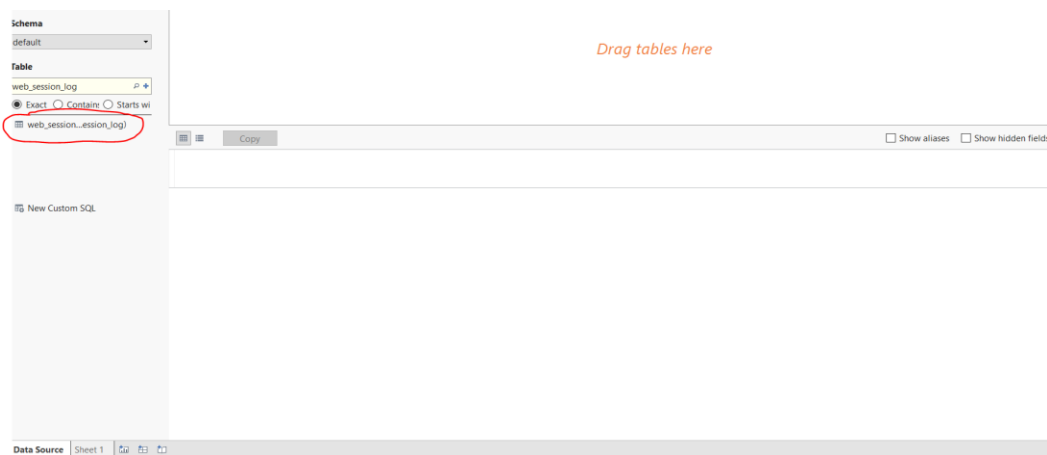 Schema
default
Table
web_session_log
Exact Contains Starts wi
web_session...ession_log)
New Custom SQL
Drag tables here
Copy
Show aliases Show hidden fields
Data Source Sheet 1